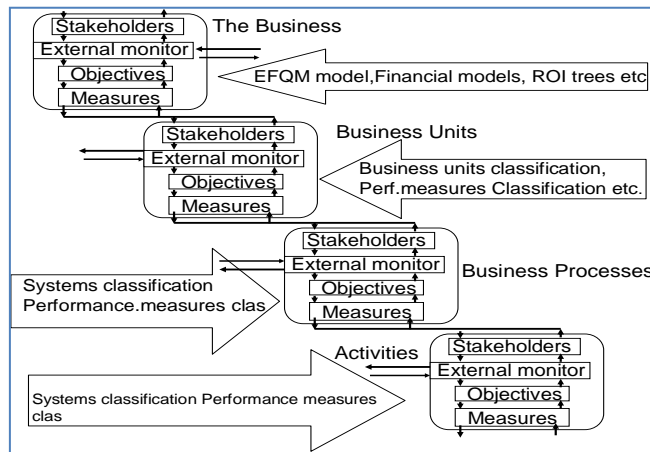 Stakeholders
The Business
External monitor
Objectives
Measures
EFQM model,Financial models, ROI trees etc
Stakeholders
Business Units
External monitor
Objectives
Measures
Business units classification,
Perf.measures Classification etc.
Stakeholders
External monitor
Business Processes
Objectives
Measures
Systems classification
Performance.measures clas
Stakeholders
Activities
External monitor
Objectives
Measures
Systems classification Performance measures
clas